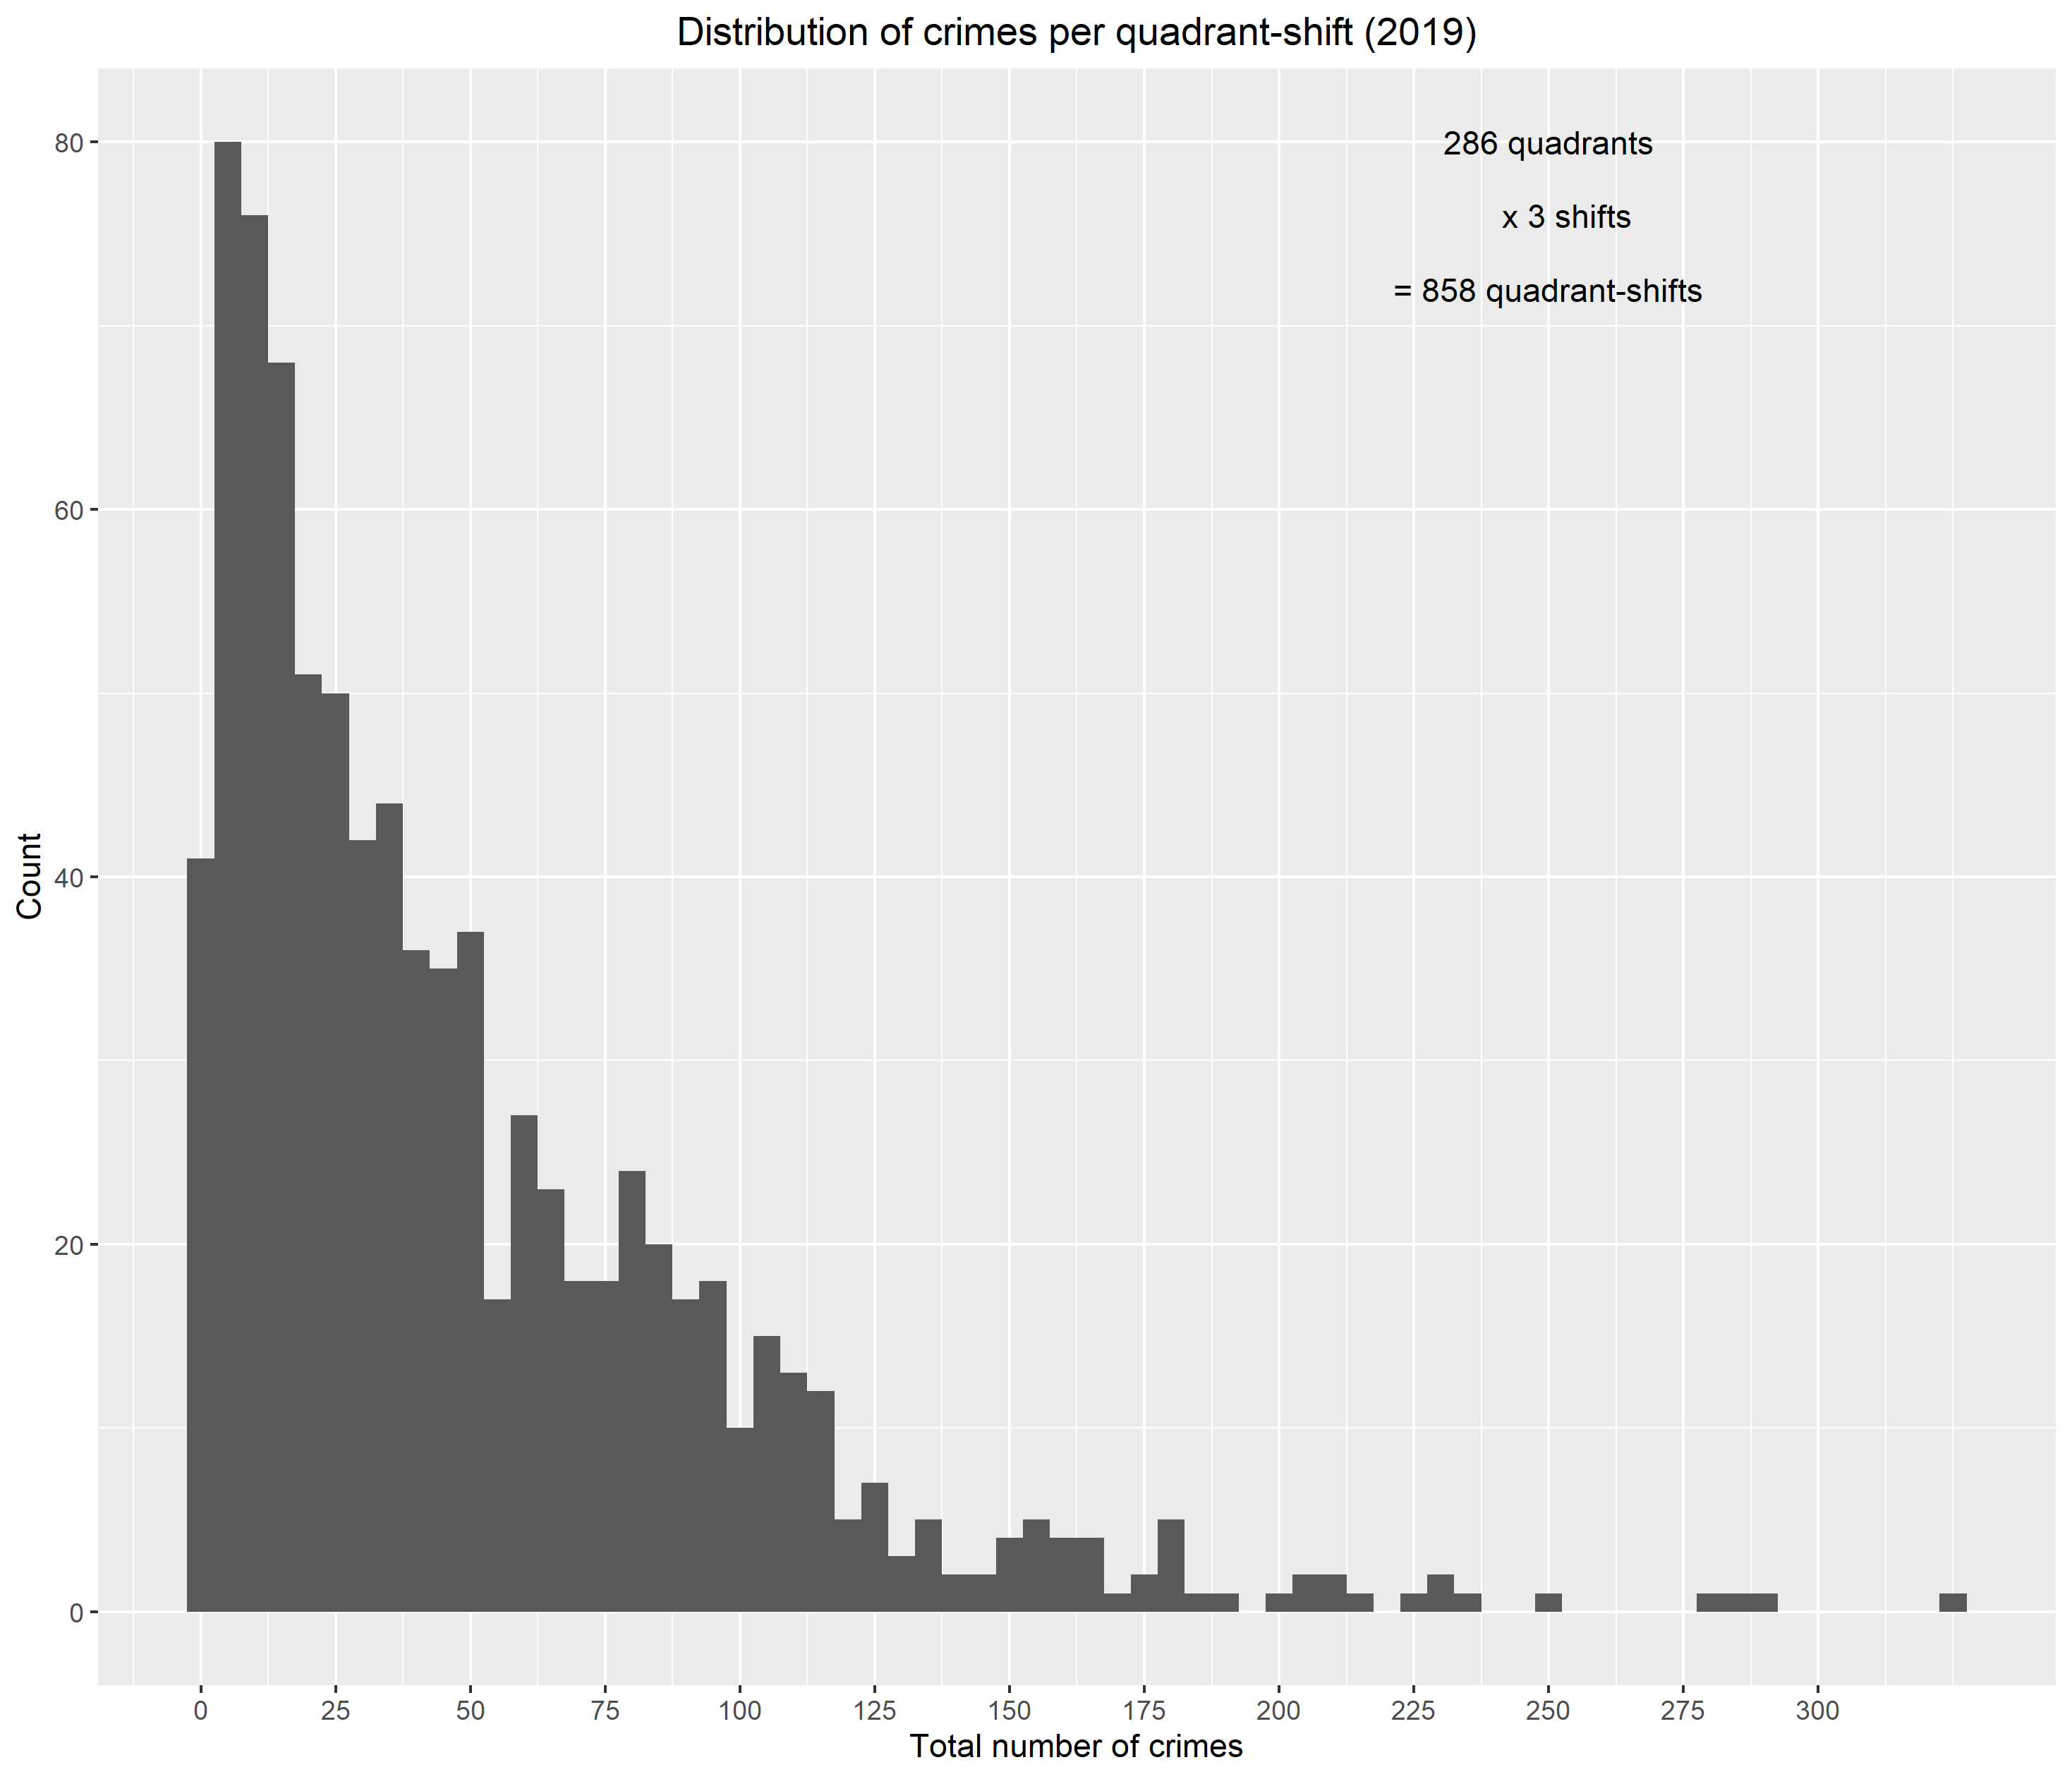 Distribution of crimes per quadrant-shift (2019)
286 quadrants
x 3 shifts
= 858 quadrant-shifts
80
60
40
20
0
Count
0 25 50 75 100 125 150 175 200 225 250 275 300
Total number of crimes